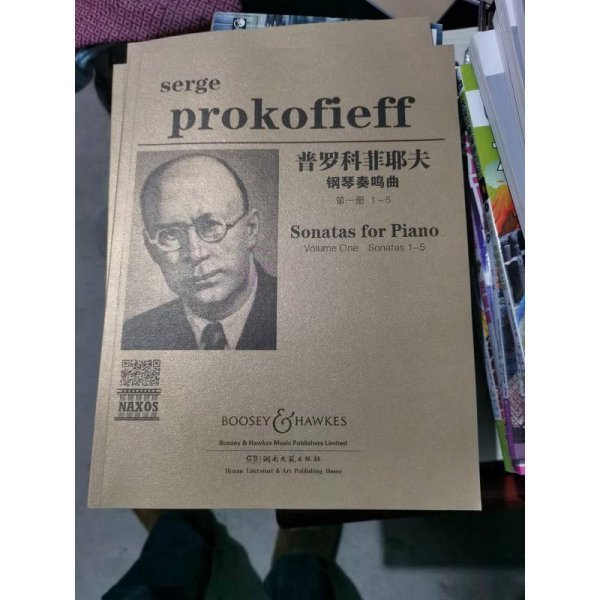 serge
prokofieff
普罗科菲耶夫
钢琴奏鸣曲
第一册 1-5
Sonatas for Piano
Volume One Sonatas 1-5
NAXOS
BOOSEY & HAWKES
Boosey & Hawkes Music Publishers Limited
湖南文艺出版社
Hunan Literature & Art Publishing House